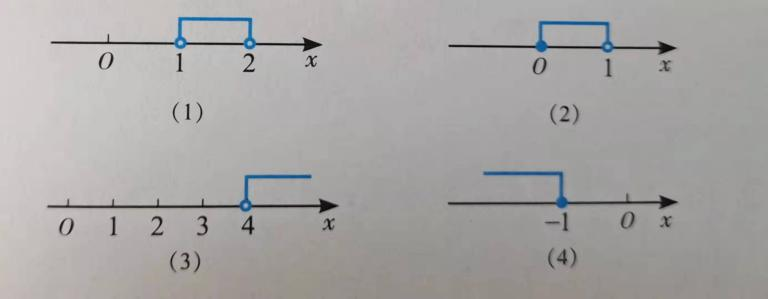 O 1 2 x
(1)
O 1 x
(2)
O 1 2 3 4 x
(3)
-1 O x
(4)